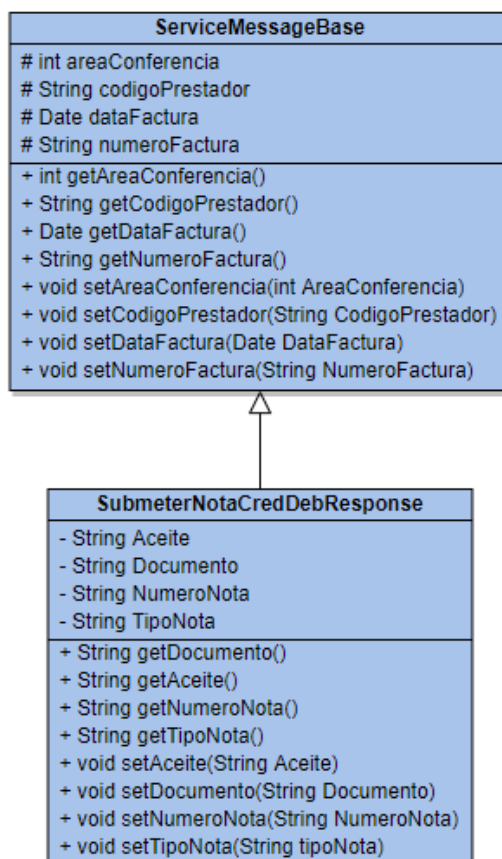 ServiceMessageBase
# int areaConferencia
# String codigoPrestador
# Date dataFactura
# String numeroFactura
+ int getAreaConferencia()
+ String getCodigoPrestador()
+ Date getDataFactura()
+ String getNumeroFactura()
+ void setAreaConferencia(int AreaConferencia)
+ void setCodigoPrestador(String CodigoPrestador)
+ void setDataFactura(Date DataFactura)
+ void setNumeroFactura(String NumeroFactura)
SubmeterNotaCredDebResponse
- String Aceite
- String Documento
- String NumeroNota
- String TipoNota
+ String getDocumento()
+ String getAceite()
+ String getNumeroNota()
+ String getTipoNota()
+ void setAceite(String Aceite)
+ void setDocumento(String Documento)
+ void setNumeroNota(String NumeroNota)
+ void setTipoNota(String tipoNota)